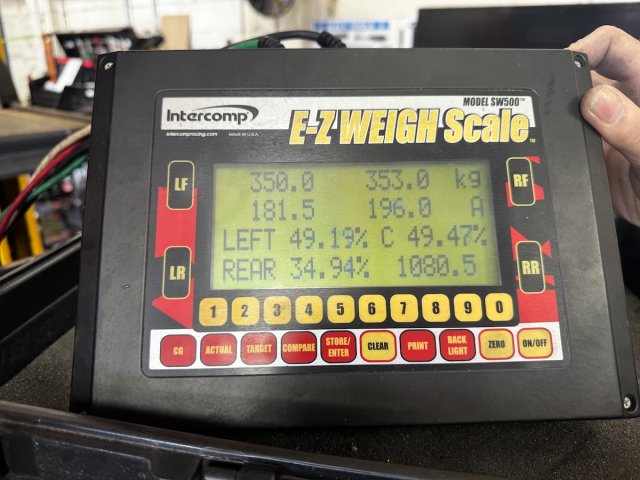 MODEL SW500™
Intercomp
E-Z WEIGH Scale™
intercompracing.com MADE IN U.S.A.
LF
350.0 353.0 kg
RF
181.5 196.0 A
LEFT 49.19% C 49.47%
LR
REAR 34.94% 1080.5
RR
1 2 3 4 5 6 7 8 9 0
CG ACTUAL TARGET COMPARE STORE/ENTER CLEAR PRINT BACK LIGHT ZERO ON/OFF